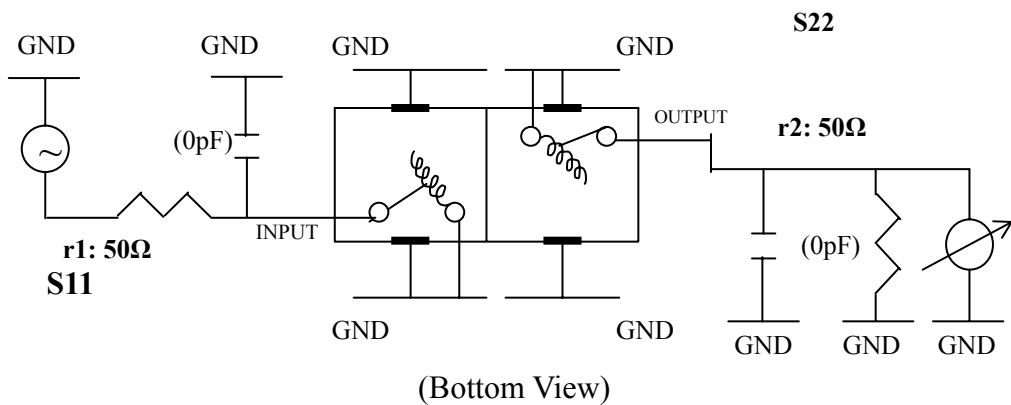 S22
GND
GND
GND
GND
(0pF)
OUTPUT
r2: 50Ω
INPUT
r1: 50Ω
S11
(0pF)
GND
GND
GND
GND
GND
(Bottom View)